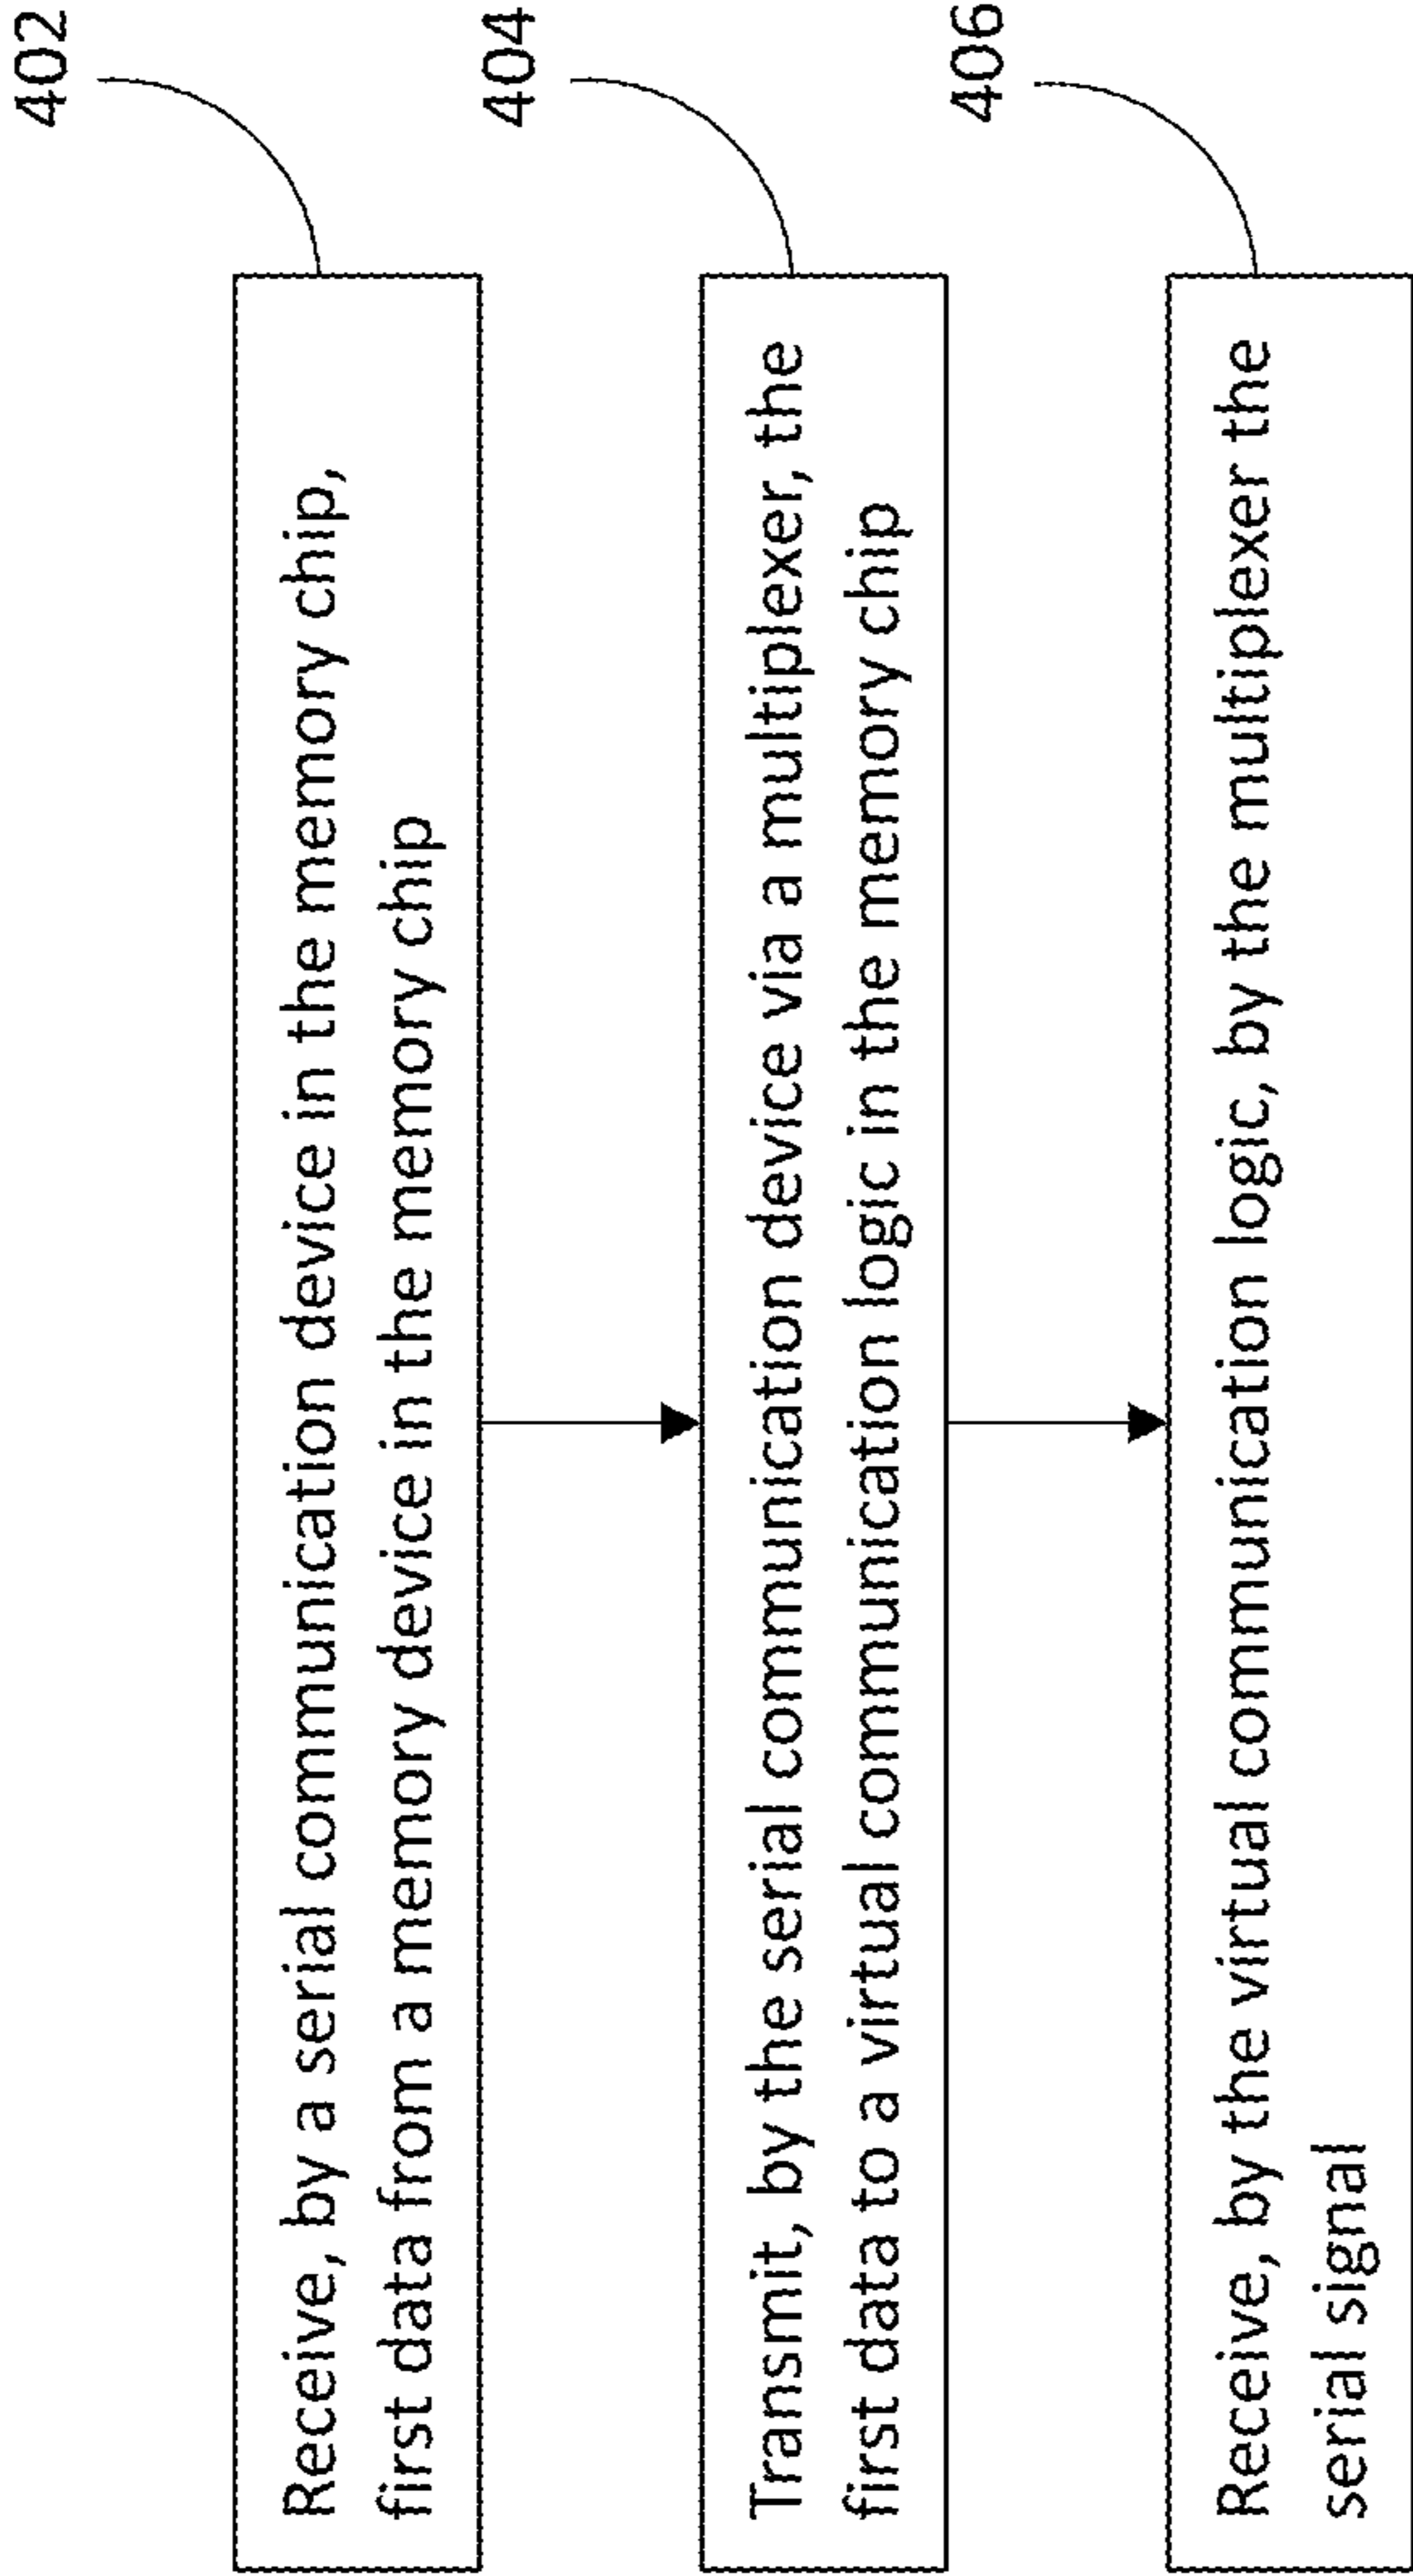 402
Receive, by a serial communication device in the memory chip,
first data from a memory device in the memory chip
404
Transmit, by the serial communication device via a multiplexer, the
first data to a virtual communication logic in the memory chip
406
Receive, by the virtual communication logic, by the multiplexer the
serial signal